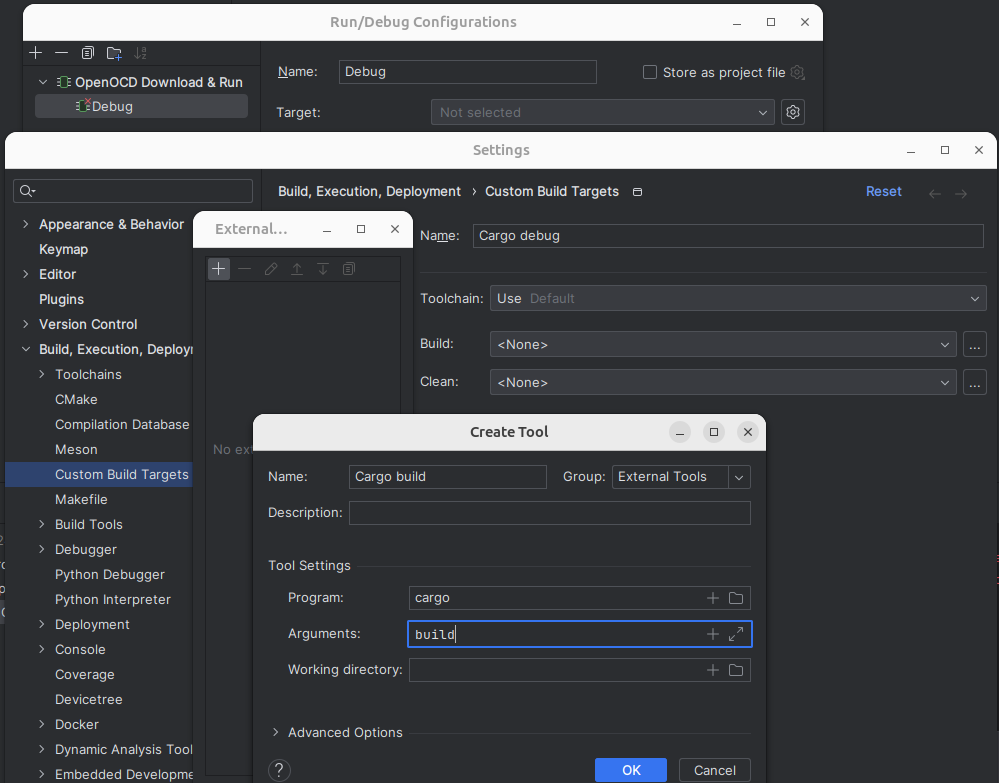 Run/Debug Configurations
Name: Debug
Store as project file
OpenOCD Download & Run
Debug
Target: Not selected
Settings
Build, Execution, Deployment › Custom Build Targets
Reset
Appearance & Behavior
Keymap
Editor
Plugins
Version Control
Build, Execution, Deployr
Toolchains
CMake
Compilation Database
Meson
Custom Build Targets
Makefile
Build Tools
Debugger
Python Debugger
Python Interpreter
Deployment
Console
Coverage
Devicetree
Docker
Dynamic Analysis Tool
Embedded Developme
External...
No ext
Name: Cargo debug
Toolchain: Use Default
Build: <None>
...
Clean: <None>
...
Create Tool
Name: Cargo build
Group: External Tools
Description:
Tool Settings
Program: cargo
Arguments: build
Working directory:
Advanced Options
?
OK
Cancel